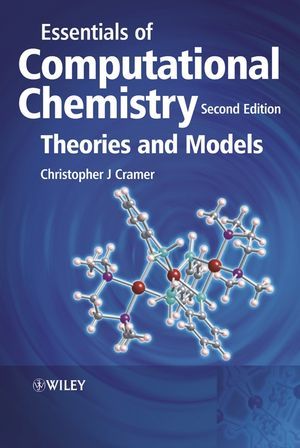 Essentials of
Computational
Chemistry Second Edition
Theories and Models
Christopher J Cramer
WILEY